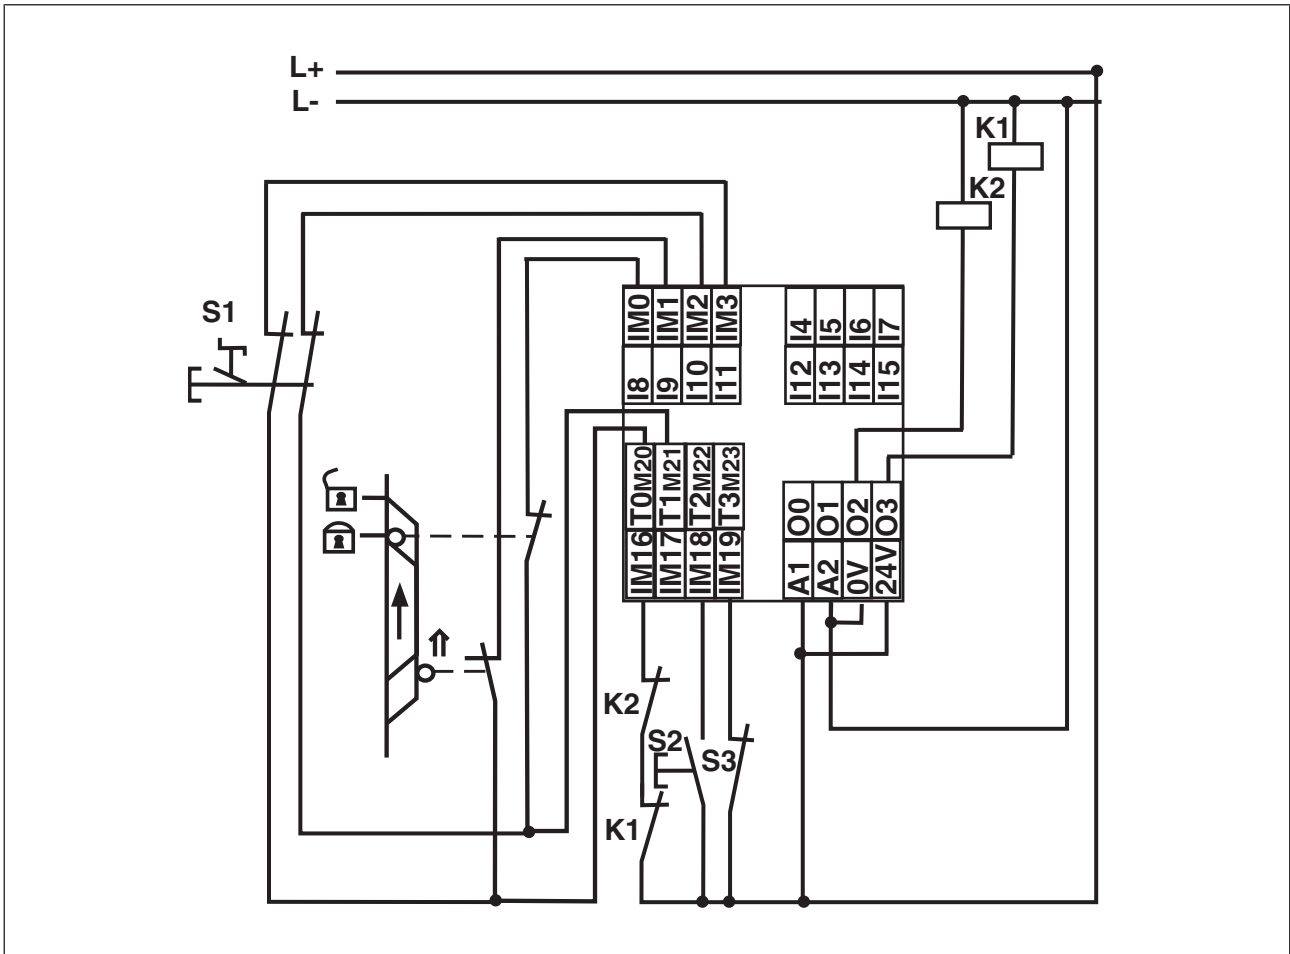 L+
L-
K1
K2
S1
IM0 IM1 IM2 IM3
I4 I5 I6 I7
I8 I9 I10 I11
I12 I13 I14 I15
T0M20 T1M21 T2M22 T3M23
IM16 IM17 IM18 IM19
O0 O1 O2 O3
A1 A2 0V 24V
K2
S2
S3
K1